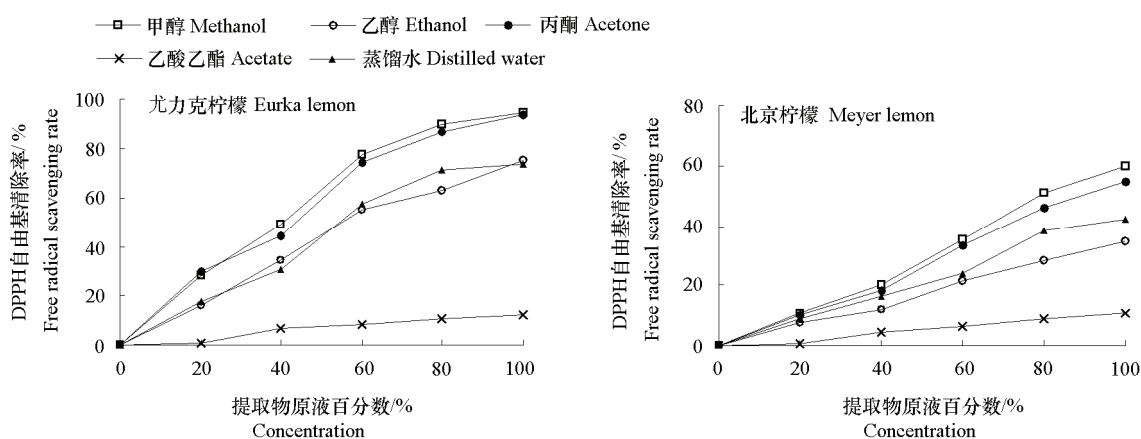 甲醇 Methanol 乙醇 Ethanol 丙酮 Acetone
乙酸乙酯 Acetate 蒸馏水 Distilled water
尤力克柠檬 Eurka lemon
DPPH自由基清除率/%
Free radical scavenging rate
100
80
60
40
20
0
0 20 40 60 80 100
提取物原液百分数/%
Concentration
北京柠檬 Meyer lemon
DPPH自由基清除率/%
Free radical scavenging rate
80
60
40
20
0
0 20 40 60 80 100
提取物原液百分数/%
Concentration